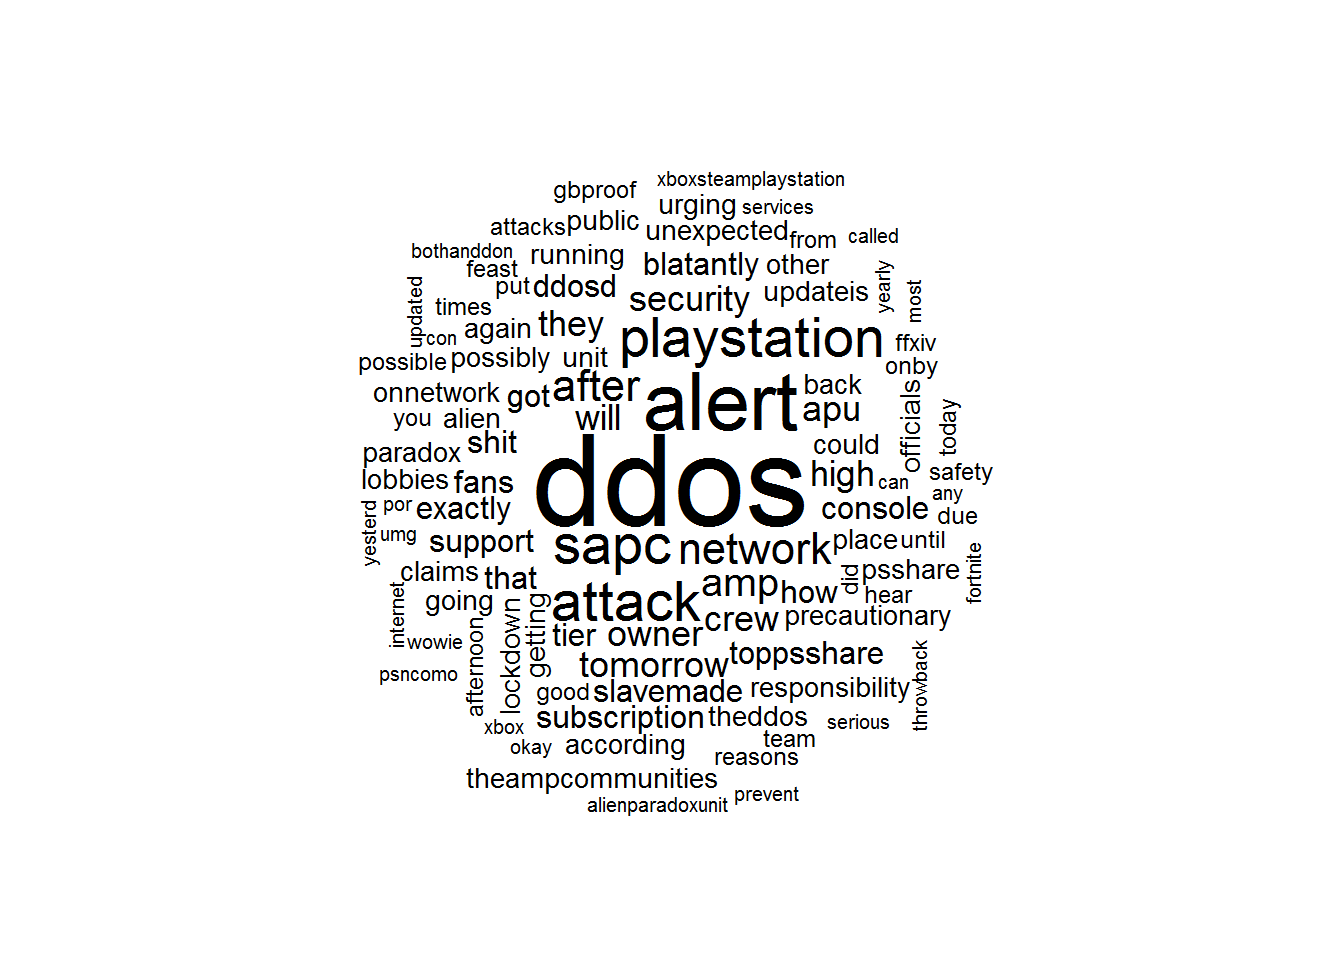 xboxsteamplaystation
gbproof
urging services
attacks public
unexpected from called
bothanddon running
feast blatantly other yearly
put ddosd security updateis most
updated times
con again they playstation ffxiv
possible possibly unit onby
onnetwork got after alert back
you alien will apu officials today
paradox shit could
lobbies fans ddos high can safety
por exactly console any due
yesterd umg support sapc network place until
claims that amp how did psshare fortnite
internet going getting attack crew hear precautionary
wowie lockdown tier owner
psncomo afternoon tomorrow toppsshare throwback
good slavemade responsibility
xbox subscription theddos serious
okay according team
reasons
theampcommunities
alienparadoxunit prevent